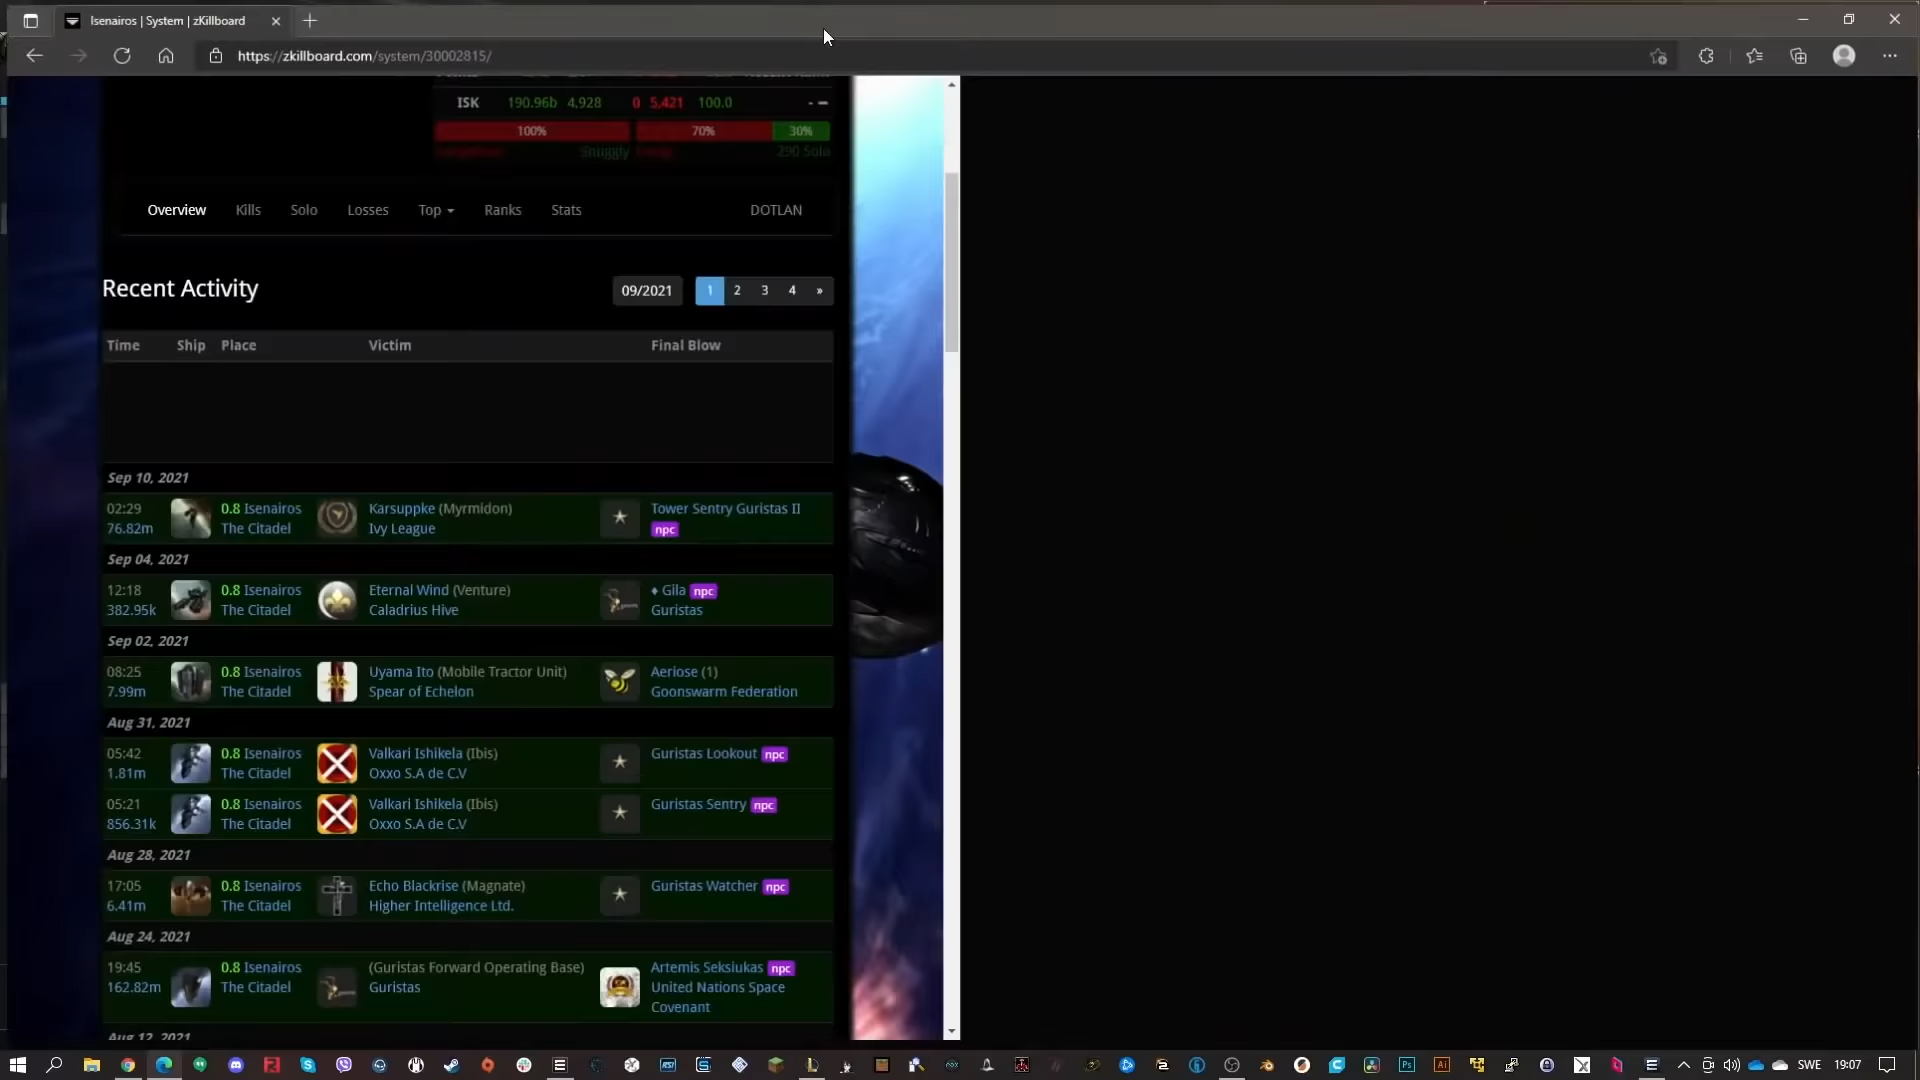 Isenairos | System | zKillboard
https://zkillboard.com/system/30002815/
ISK 190.96b 4,928 0 5,421 100.0 - –
100% 70% 30%
Snuggly 290 Solo
Overview Kills Solo Losses Top Ranks Stats DOTLAN
Recent Activity 09/2021 1 2 3 4 »
Time Ship Place Victim Final Blow
Sep 10, 2021
02:29 0.8 Isenairos Karsuppke (Myrmidon) Tower Sentry Guristas II
76.82m The Citadel Ivy League npc
Sep 04, 2021
12:18 0.8 Isenairos Eternal Wind (Venture) ♦ Gila npc
382.95k The Citadel Caladrius Hive Guristas
Sep 02, 2021
08:25 0.8 Isenairos Uyama Ito (Mobile Tractor Unit) Aeriose (1)
7.99m The Citadel Spear of Echelon Goonswarm Federation
Aug 31, 2021
05:42 0.8 Isenairos Valkari Ishikela (Ibis) Guristas Lookout npc
1.81m The Citadel Oxxo S.A de C.V
05:21 0.8 Isenairos Valkari Ishikela (Ibis) Guristas Sentry npc
856.31k The Citadel Oxxo S.A de C.V
Aug 28, 2021
17:05 0.8 Isenairos Echo Blackrise (Magnate) Guristas Watcher npc
6.41m The Citadel Higher Intelligence Ltd.
Aug 24, 2021
19:45 0.8 Isenairos (Guristas Forward Operating Base) Artemis Seksiukas npc
162.82m The Citadel Guristas United Nations Space
Covenant
Aug 12, 2021
SWE 19:07